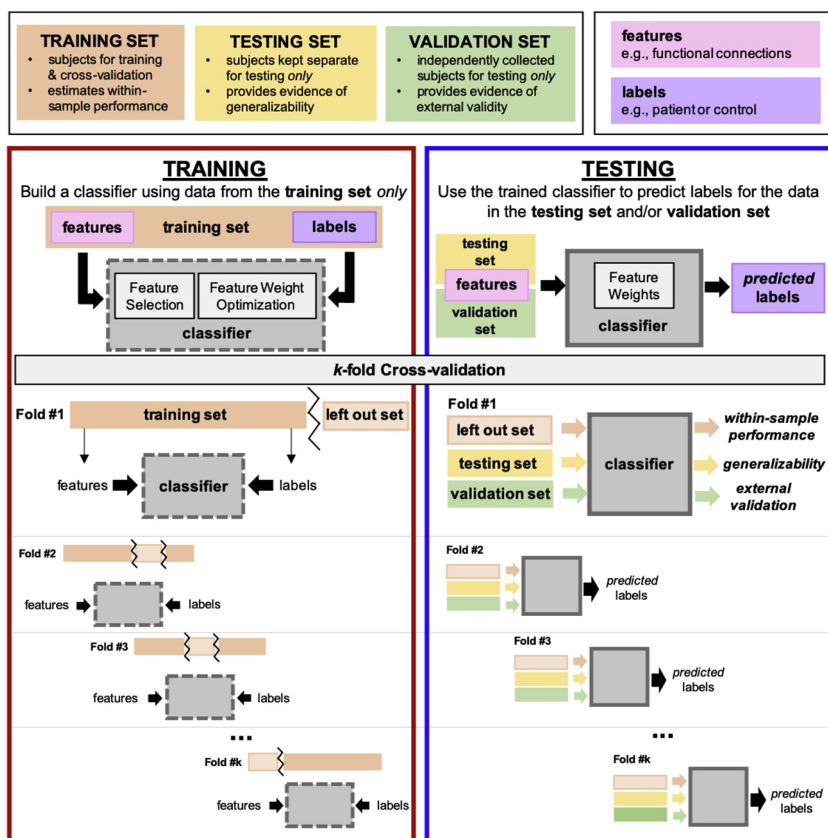 TRAINING SET
• subjects for training & cross-validation
• estimates within-sample performance
TESTING SET
• subjects kept separate for testing only
• provides evidence of generalizability
VALIDATION SET
• independently collected subjects for testing only
• provides evidence of external validity
features
e.g., functional connections
labels
e.g., patient or control
TRAINING
Build a classifier using data from the training set only
features
training set
labels
Feature Selection
Feature Weight Optimization
classifier
TESTING
Use the trained classifier to predict labels for the data
in the testing set and/or validation set
testing set
features
validation set
Feature Weights
classifier
predicted labels
k-fold Cross-validation
Fold #1
training set
left out set
features
classifier
labels
Fold #1
left out set
testing set
validation set
classifier
within-sample performance
generalizability
external validation
Fold #2
features
labels
Fold #2
predicted labels
Fold #3
features
labels
Fold #3
predicted labels
...
Fold #k
features
labels
...
Fold #k
predicted labels